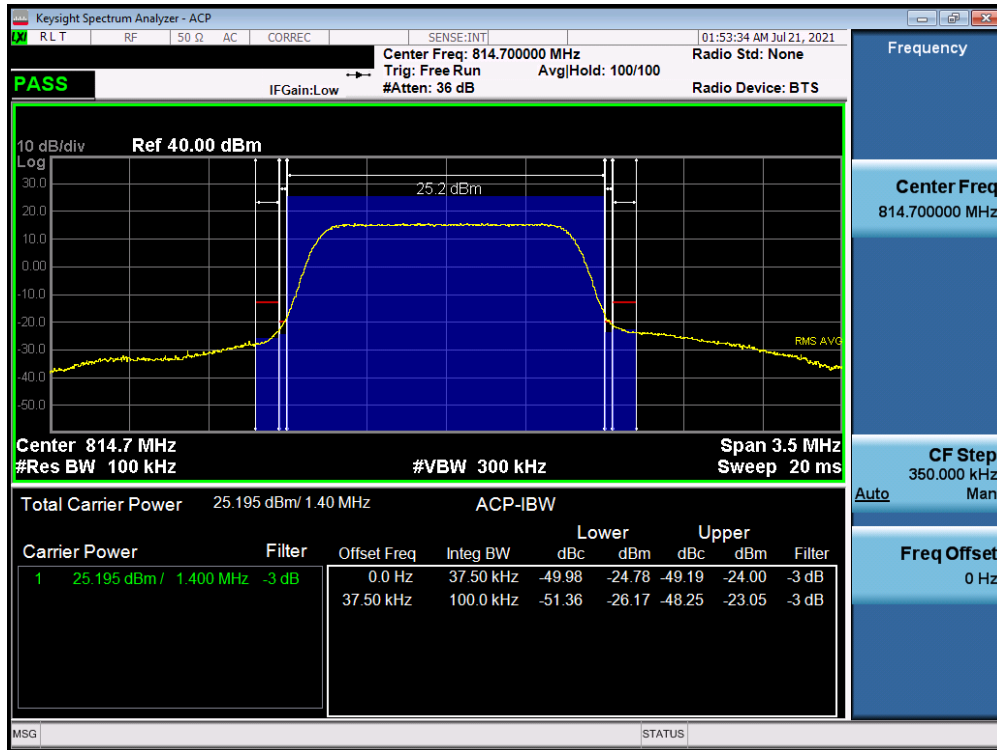 Keysight Spectrum Analyzer - ACP
LXI RLT RF 50 Ω AC CORREC SENSE:INT 01:53:34 AM Jul 21, 2021
Center Freq: 814.700000 MHz Radio Std: None
Trig: Free Run Avg|Hold: 100/100
PASS IFGain:Low #Atten: 36 dB Radio Device: BTS
Frequency
10 dB/div Ref 40.00 dBm
Log
30.0
25.2 dBm
20.0
10.0
0.00
-10.0
-20.0
-30.0
RMS AVG
-40.0
-50.0
Center 814.7 MHz Span 3.5 MHz
#Res BW 100 kHz #VBW 300 kHz Sweep 20 ms
Center Freq
814.700000 MHz
CF Step
350.000 kHz
Auto Man
Freq Offset
0 Hz
Total Carrier Power 25.195 dBm/ 1.40 MHz ACP-IBW
Lower Upper
Carrier Power Filter Offset Freq Integ BW dBc dBm dBc dBm Filter
1 25.195 dBm / 1.400 MHz -3 dB 0.0 Hz 37.50 kHz -49.98 -24.78 -49.19 -24.00 -3 dB
37.50 kHz 100.0 kHz -51.36 -26.17 -48.25 -23.05 -3 dB
MSG STATUS